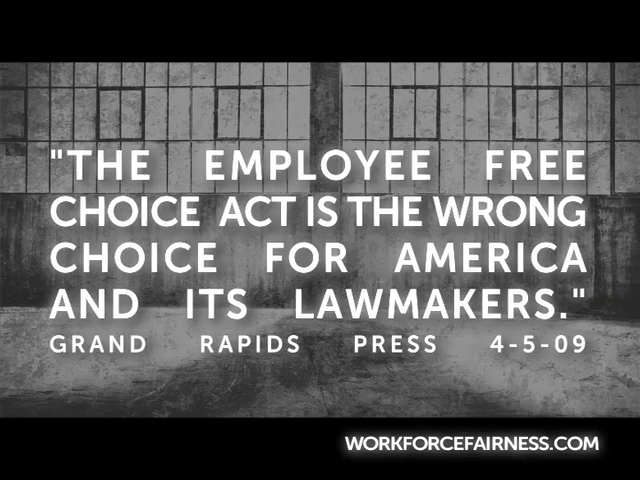 "THE EMPLOYEE FREE
CHOICE ACT IS THE WRONG
CHOICE FOR AMERICA
AND ITS LAWMAKERS."
GRAND RAPIDS PRESS 4-5-09
WORKFORCEFAIRNESS.COM